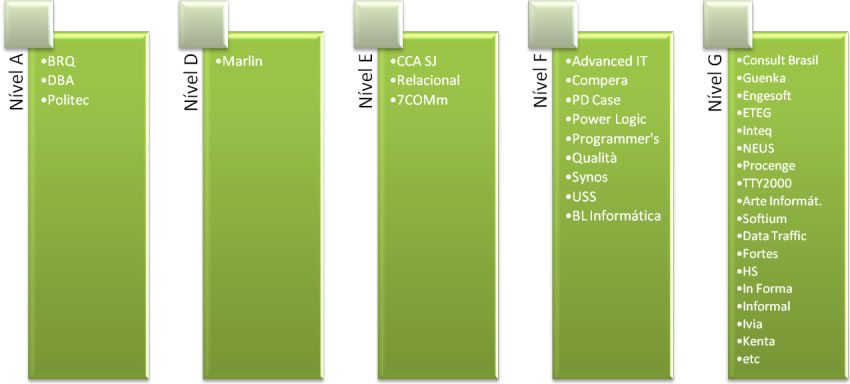 Nível A
•BRQ
•DBA
•Politec
Nível D
•Marlin
Nível E
•CCA SJ
•Relacional
•7COMm
Nível F
•Advanced IT
•Compera
•PD Case
•Power Logic
•Programmer's
•Qualità
•Synos
•USS
•BL Informática
Nível G
•Consult Brasil
•Guenka
•Engesoft
•ETEG
•Inteq
•NEUS
•Procenge
•TTY2000
•Arte Informát.
•Softium
•Data Traffic
•Fortes
•HS
•In Forma
•Informal
•Ivia
•Kenta
•etc